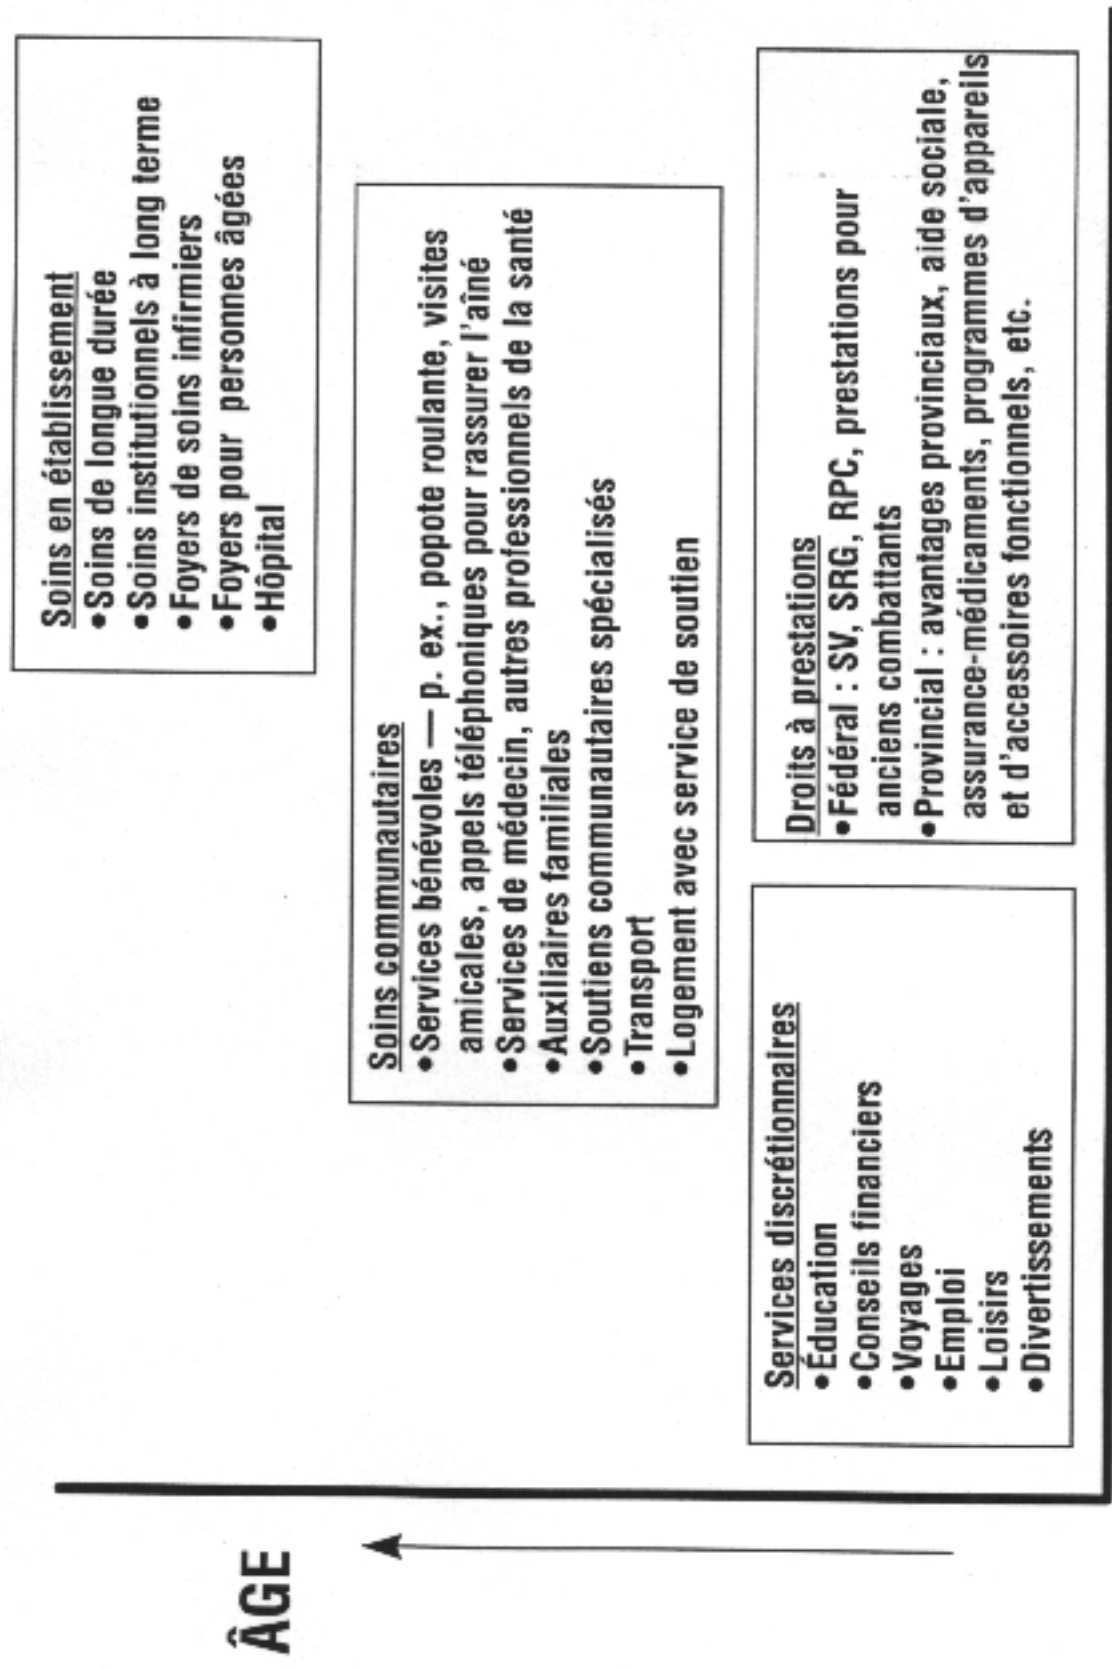 ÂGE
Soins en établissement
•Soins de longue durée
•Soins institutionnels à long terme
•Foyers de soins infirmiers
•Foyers pour personnes âgées
•Hôpital
Soins communautaires
•Services bénévoles — p. ex., popote roulante, visites
amicales, appels téléphoniques pour rassurer l'aîné
•Services de médecin, autres professionnels de la santé
•Auxiliaires familiales
•Soutiens communautaires spécialisés
•Transport
•Logement avec service de soutien
Services discrétionnaires
•Éducation
•Conseils financiers
•Voyages
•Emploi
•Loisirs
•Divertissements
Droits à prestations
•Fédéral : SV, SRG, RPC, prestations pour
anciens combattants
•Provincial : avantages provinciaux, aide sociale,
assurance-médicaments, programmes d'appareils
et d'accessoires fonctionnels, etc.